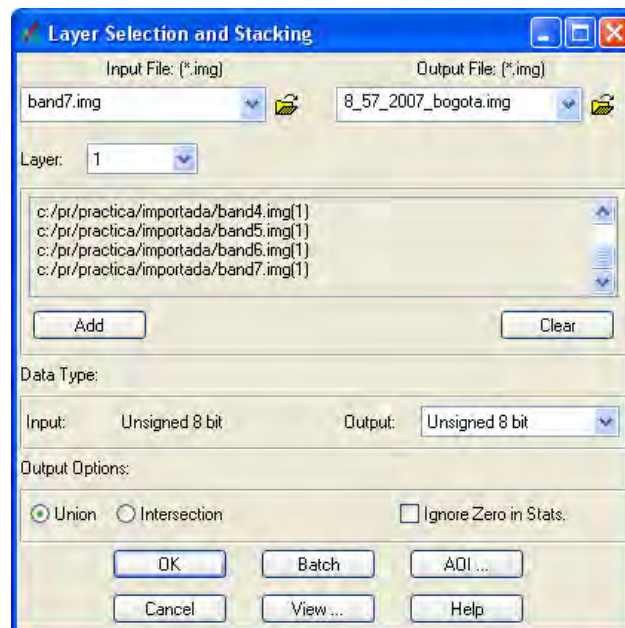 Layer Selection and Stacking
Input File: (*.img) Output File: (*.img)
band7.img 8_57_2007_bogota.img
Layer: 1
c:/pr/practica/importada/band4.img(1)
c:/pr/practica/importada/band5.img(1)
c:/pr/practica/importada/band6.img(1)
c:/pr/practica/importada/band7.img(1)
Add Clear
Data Type:
Input: Unsigned 8 bit Output: Unsigned 8 bit
Output Options:
Union Intersection Ignore Zero in Stats.
OK Batch AOI ...
Cancel View ... Help